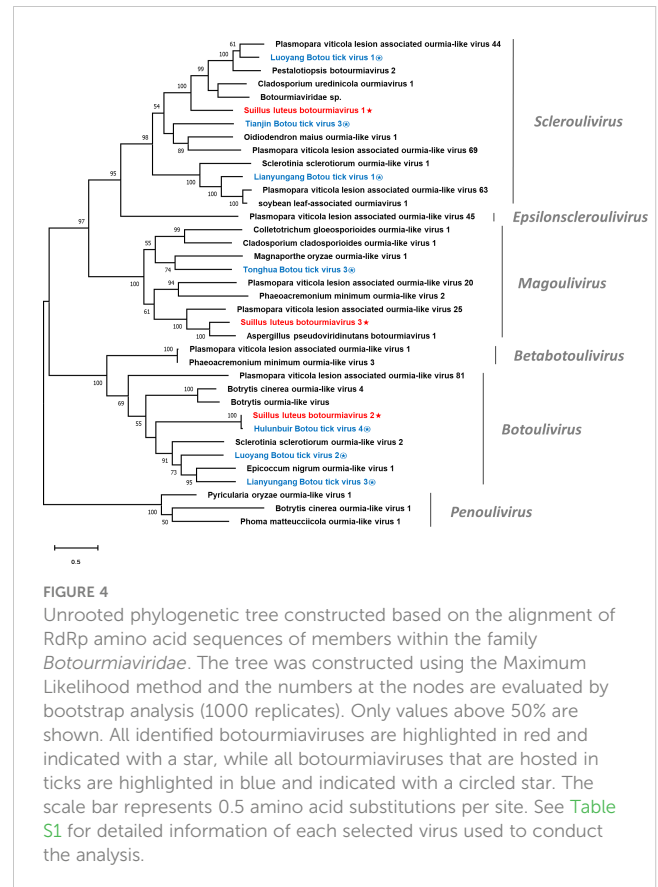 61
Plasmopara viticola lesion associated ourmia-like virus 44
100
Luoyang Botou tick virus 1⍟
99
Pestalotiopsis botourmiavirus 2
Cladosporium uredinicola ourmiavirus 1
100
Botourmiaviridae sp.
54
Suillus luteus botourmiavirus 1★
Scleroulivirus
Tianjin Botou tick virus 3⍟
98
Oidiodendron maius ourmia-like virus 1
89
Plasmopara viticola lesion associated ourmia-like virus 69
Sclerotinia sclerotiorum ourmia-like virus 1
95
Lianyungang Botou tick virus 1⍟
100
Plasmopara viticola lesion associated ourmia-like virus 63
100
soybean leaf-associated ourmiavirus 1
100
Plasmopara viticola lesion associated ourmia-like virus 45
Epsilonscleroulivirus
97
Colletotrichum gloeosporioides ourmia-like virus 1
99
55
Cladosporium cladosporioides ourmia-like virus 1
Magnaporthe oryzae ourmia-like virus 1
74
Tonghua Botou tick virus 3⍟
100
Plasmopara viticola lesion associated ourmia-like virus 20
Magoulivirus
94
Phaeoacremonium minimum ourmia-like virus 2
61
Plasmopara viticola lesion associated ourmia-like virus 25
100
Suillus luteus botourmiavirus 3★
100
Aspergillus pseudoviridinutans botourmiavirus 1
Plasmopara viticola lesion associated ourmia-like virus 1
100
Betabotoulivirus
Phaeoacremonium minimum ourmia-like virus 3
100
Plasmopara viticola lesion associated ourmia-like virus 81
69
Botrytis cinerea ourmia-like virus 4
100
Botrytis ourmia-like virus
55
Suillus luteus botourmiavirus 2★
100
Hulunbuir Botou tick virus 4⍟
Botoulivirus
Sclerotinia sclerotiorum ourmia-like virus 2
91
Luoyang Botou tick virus 2⍟
73
Epicoccum nigrum ourmia-like virus 1
95
Lianyungang Botou tick virus 3⍟
Pyricularia oryzae ourmia-like virus 1
100
Botrytis cinerea ourmia-like virus 1
Penoulivirus
50
Phoma matteucciicola ourmia-like virus 1
0.5
FIGURE 4
Unrooted phylogenetic tree constructed based on the alignment of
RdRp amino acid sequences of members within the family
Botourmiaviridae. The tree was constructed using the Maximum
Likelihood method and the numbers at the nodes are evaluated by
bootstrap analysis (1000 replicates). Only values above 50% are
shown. All identified botourmiaviruses are highlighted in red and
indicated with a star, while all botourmiaviruses that are hosted in
ticks are highlighted in blue and indicated with a circled star. The
scale bar represents 0.5 amino acid substitutions per site. See Table
S1 for detailed information of each selected virus used to conduct
the analysis.